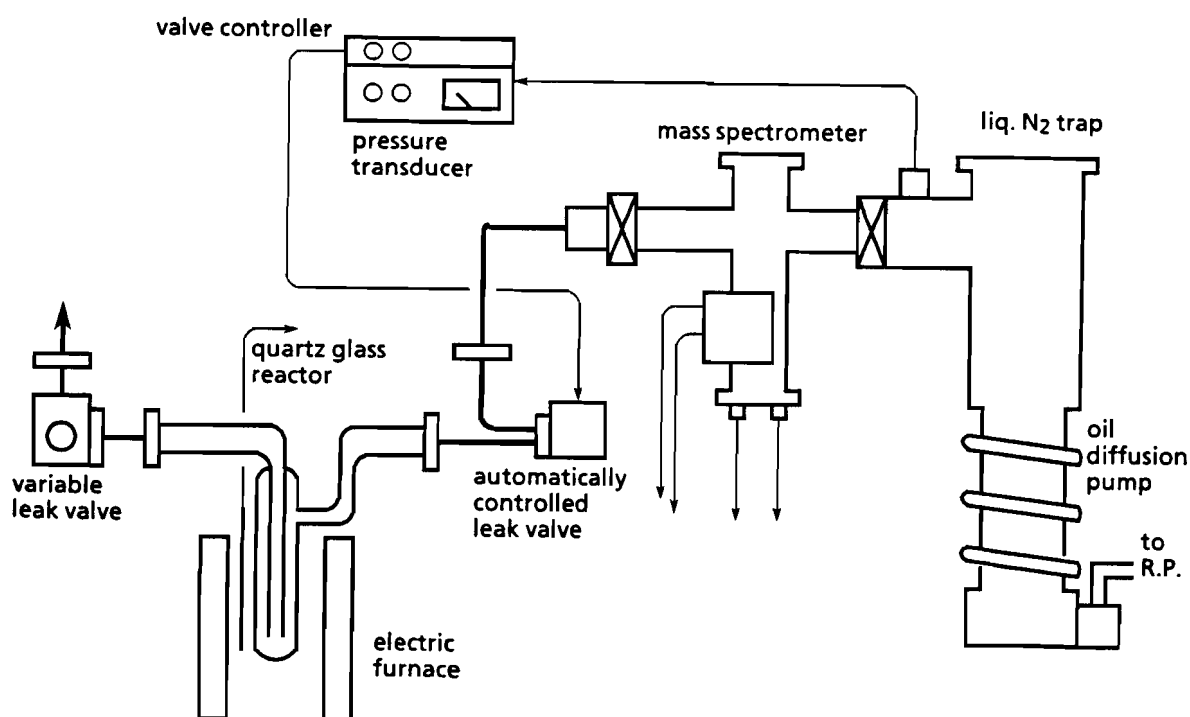 valve controller
pressure
transducer
mass spectrometer
liq. N₂ trap
quartz glass
reactor
variable
leak valve
automatically
controlled
leak valve
oil
diffusion
pump
to
R.P.
electric
furnace